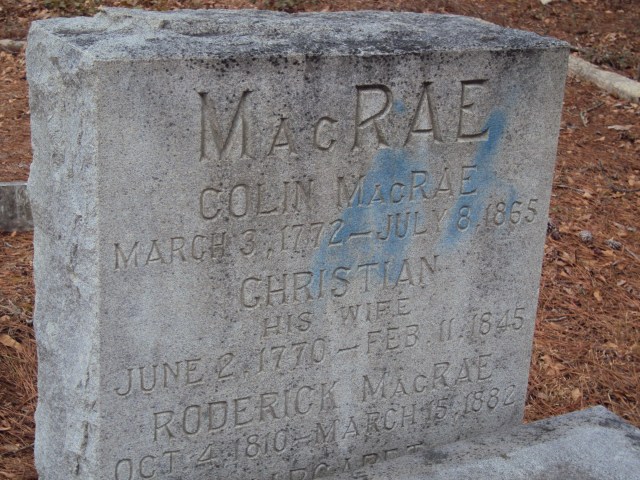 MacRAE
COLIN MacRAE
MARCH 3, 1772 — JULY 8, 1865
CHRISTIAN
HIS WIFE
JUNE 2, 1770 — FEB. 11, 1845
RODERICK MacRAE
OCT. 4, 1810 — MARCH 15, 1882
MARGARET